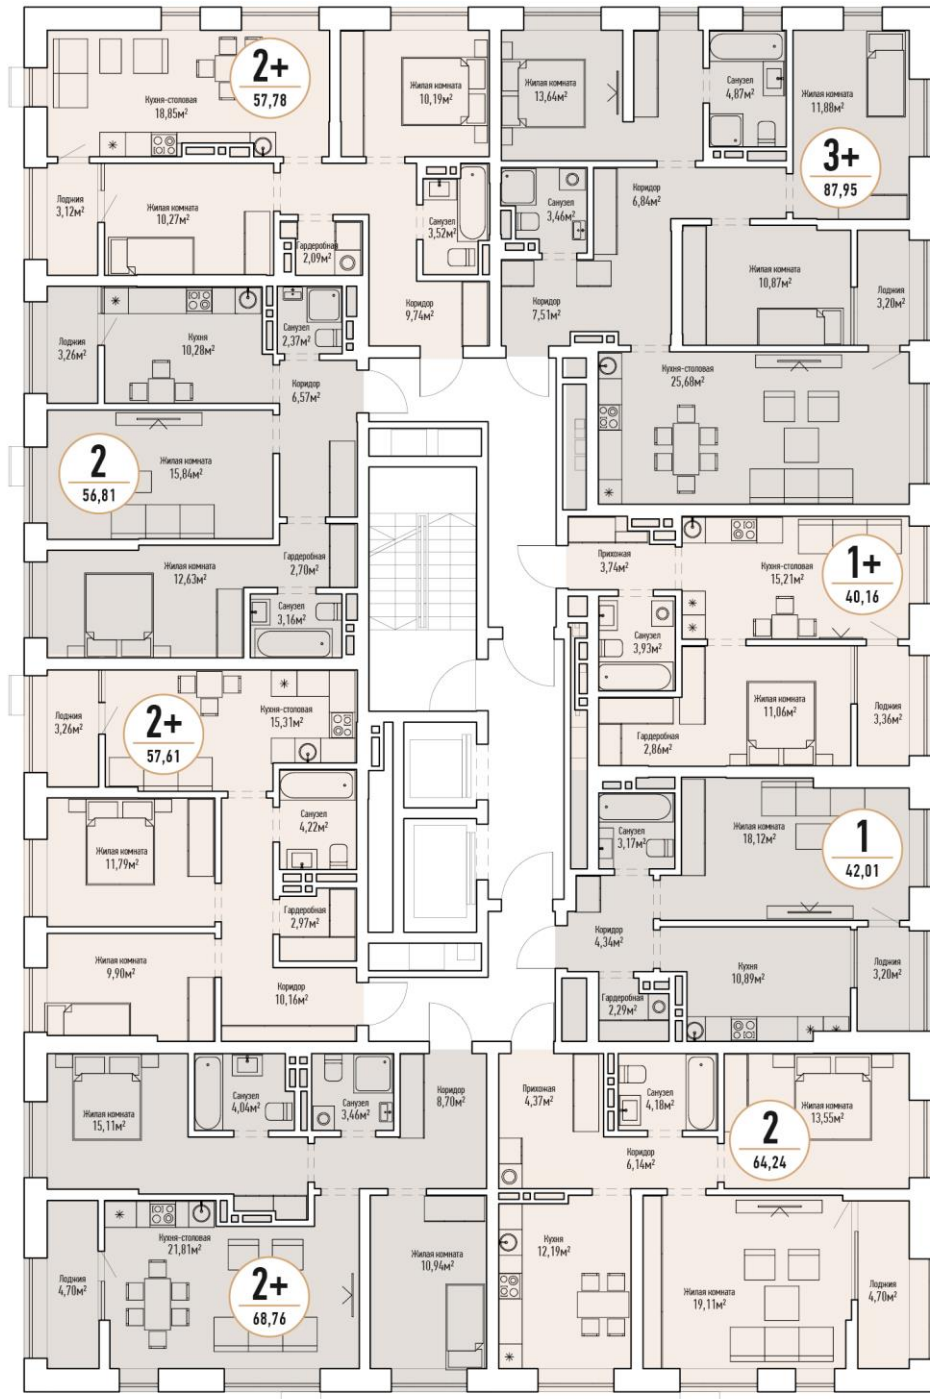 Кухня-столовая
18,85м²
2+
57,78
Жилая комната
10,19м²
Лоджия
3,12м²
Жилая комната
10,27м²
Гардеробная
2,09м²
Санузел
3,52м²
Коридор
9,74м²
Жилая комната
13,64м²
Санузел
4,87м²
Жилая комната
11,88м²
3+
87,95
Санузел
3,46м²
Коридор
6,84м²
Коридор
7,51м²
Жилая комната
10,87м²
Лоджия
3,20м²
Кухня-столовая
25,68м²
Лоджия
3,26м²
Кухня
10,28м²
Санузел
2,37м²
Коридор
6,57м²
2
56,81
Жилая комната
15,84м²
Жилая комната
12,63м²
Гардеробная
2,70м²
Санузел
3,16м²
Прихожая
3,74м²
Кухня-столовая
15,21м²
1+
40,16
Санузел
3,93м²
Гардеробная
2,86м²
Жилая комната
11,06м²
Лоджия
3,36м²
Лоджия
3,26м²
2+
57,61
Кухня-столовая
15,31м²
Санузел
4,22м²
Жилая комната
11,79м²
Гардеробная
2,97м²
Жилая комната
9,90м²
Коридор
10,16м²
Санузел
3,17м²
Жилая комната
18,12м²
1
42,01
Коридор
4,34м²
Гардеробная
2,29м²
Кухня
10,89м²
Лоджия
3,20м²
Жилая комната
15,11м²
Санузел
4,04м²
Санузел
3,46м²
Коридор
8,70м²
Лоджия
4,70м²
Кухня-столовая
21,81м²
2+
68,76
Жилая комната
10,94м²
Прихожая
4,37м²
Санузел
4,18м²
Коридор
6,14м²
2
64,24
Жилая комната
13,55м²
Кухня
12,19м²
Жилая комната
19,11м²
Лоджия
4,70м²